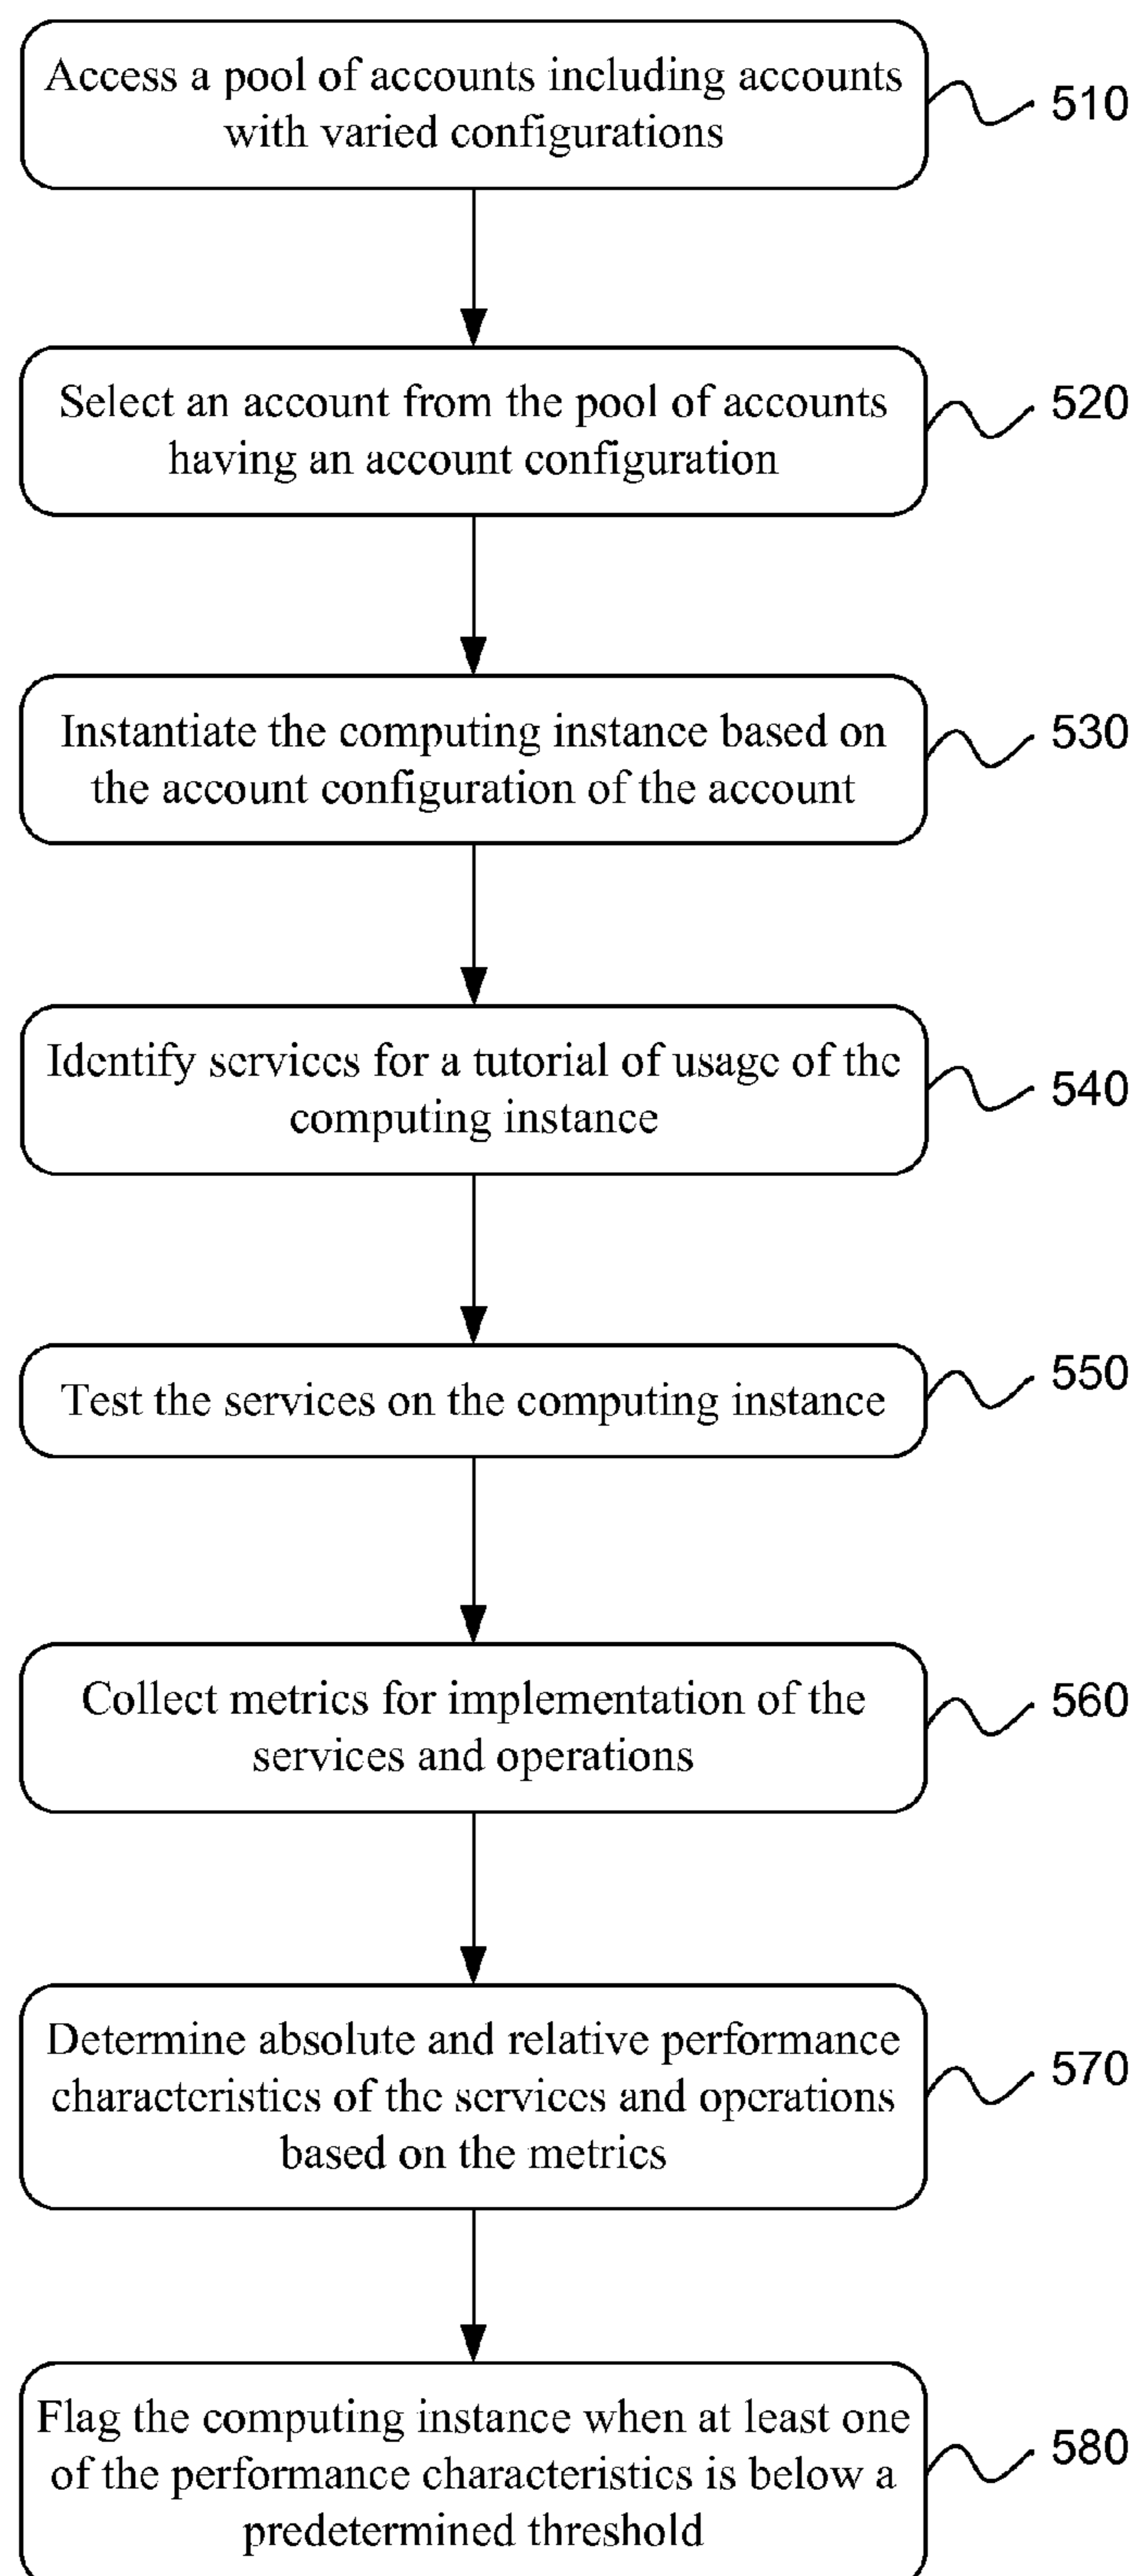 Access a pool of accounts including accounts
with varied configurations
510
Select an account from the pool of accounts
having an account configuration
520
Instantiate the computing instance based on
the account configuration of the account
530
Identify services for a tutorial of usage of the
computing instance
540
Test the services on the computing instance
550
Collect metrics for implementation of the
services and operations
560
Determine absolute and relative performance
characteristics of the services and operations
based on the metrics
570
Flag the computing instance when at least one
of the performance characteristics is below a
predetermined threshold
580